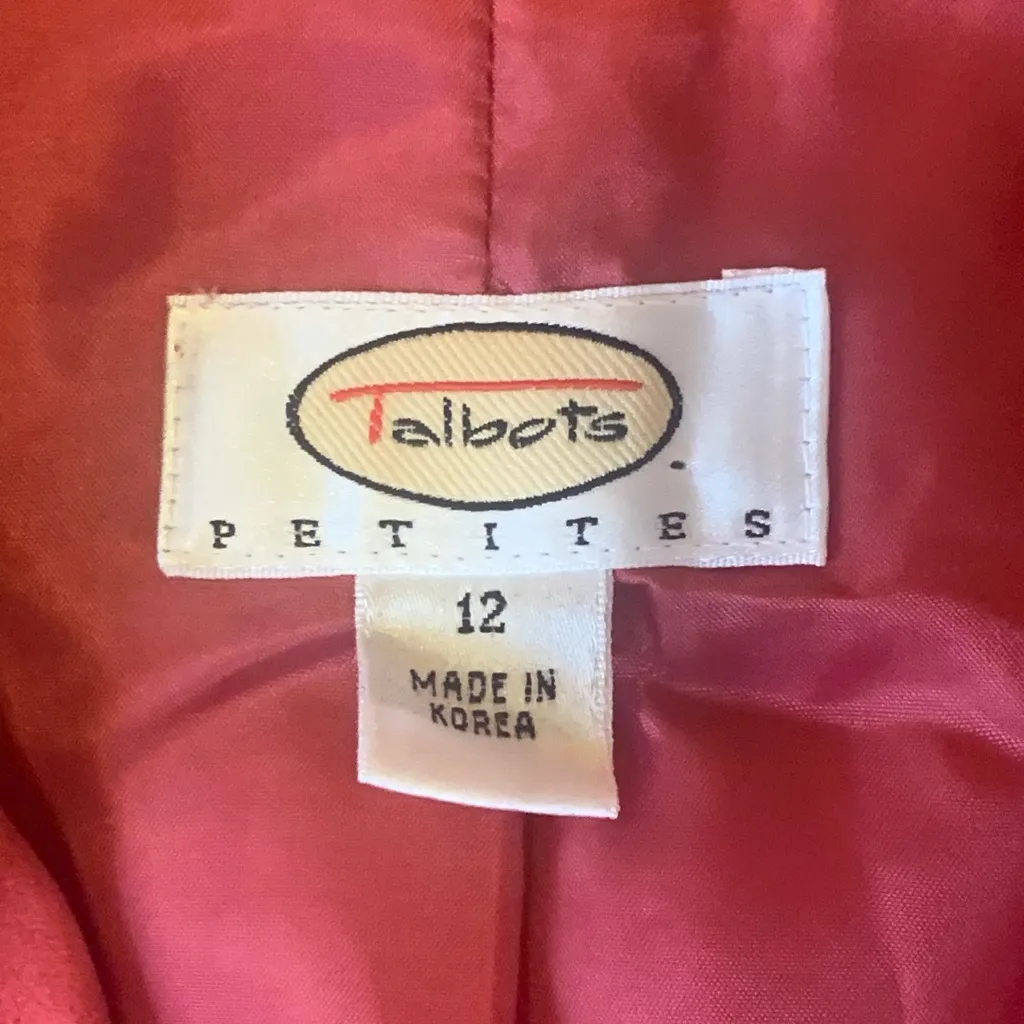 Talbots
PETITES
12
MADE IN
KOREA